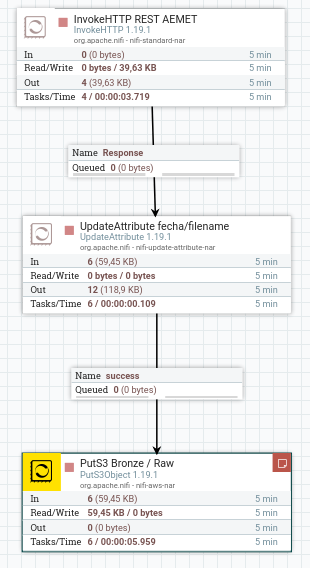 InvokeHTTP REST AEMET
InvokeHTTP 1.19.1
org.apache.nifi - nifi-standard-nar
In 0 (0 bytes) 5 min
Read/Write 0 bytes / 39,63 KB 5 min
Out 4 (39,63 KB) 5 min
Tasks/Time 4 / 00:00:03.719 5 min
Name Response
Queued 0 (0 bytes)
UpdateAttribute fecha/filename
UpdateAttribute 1.19.1
org.apache.nifi - nifi-update-attribute-nar
In 6 (59,45 KB) 5 min
Read/Write 0 bytes / 0 bytes 5 min
Out 12 (118,9 KB) 5 min
Tasks/Time 6 / 00:00:00.109 5 min
Name success
Queued 0 (0 bytes)
PutS3 Bronze / Raw
PutS3Object 1.19.1
org.apache.nifi - nifi-aws-nar
In 6 (59,45 KB) 5 min
Read/Write 59,45 KB / 0 bytes 5 min
Out 0 (0 bytes) 5 min
Tasks/Time 6 / 00:00:05.959 5 min